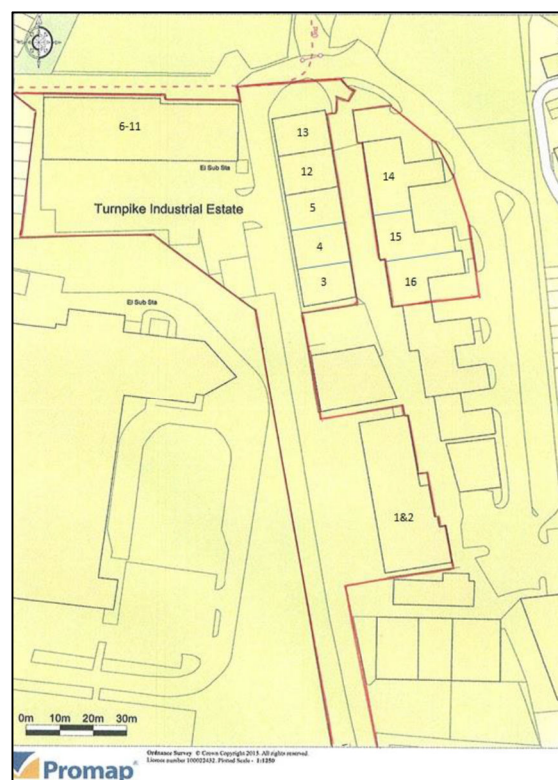 6-11
13
12
14
El Sub Sta
5
Turnpike Industrial Estate
4
15
3
16
El Sub Sta
1&2
0m 10m 20m 30m
Ordnance Survey © Crown Copyright 2015. All rights reserved.
Licence number 100022432. Printed Scale - 1:1250
Promap®